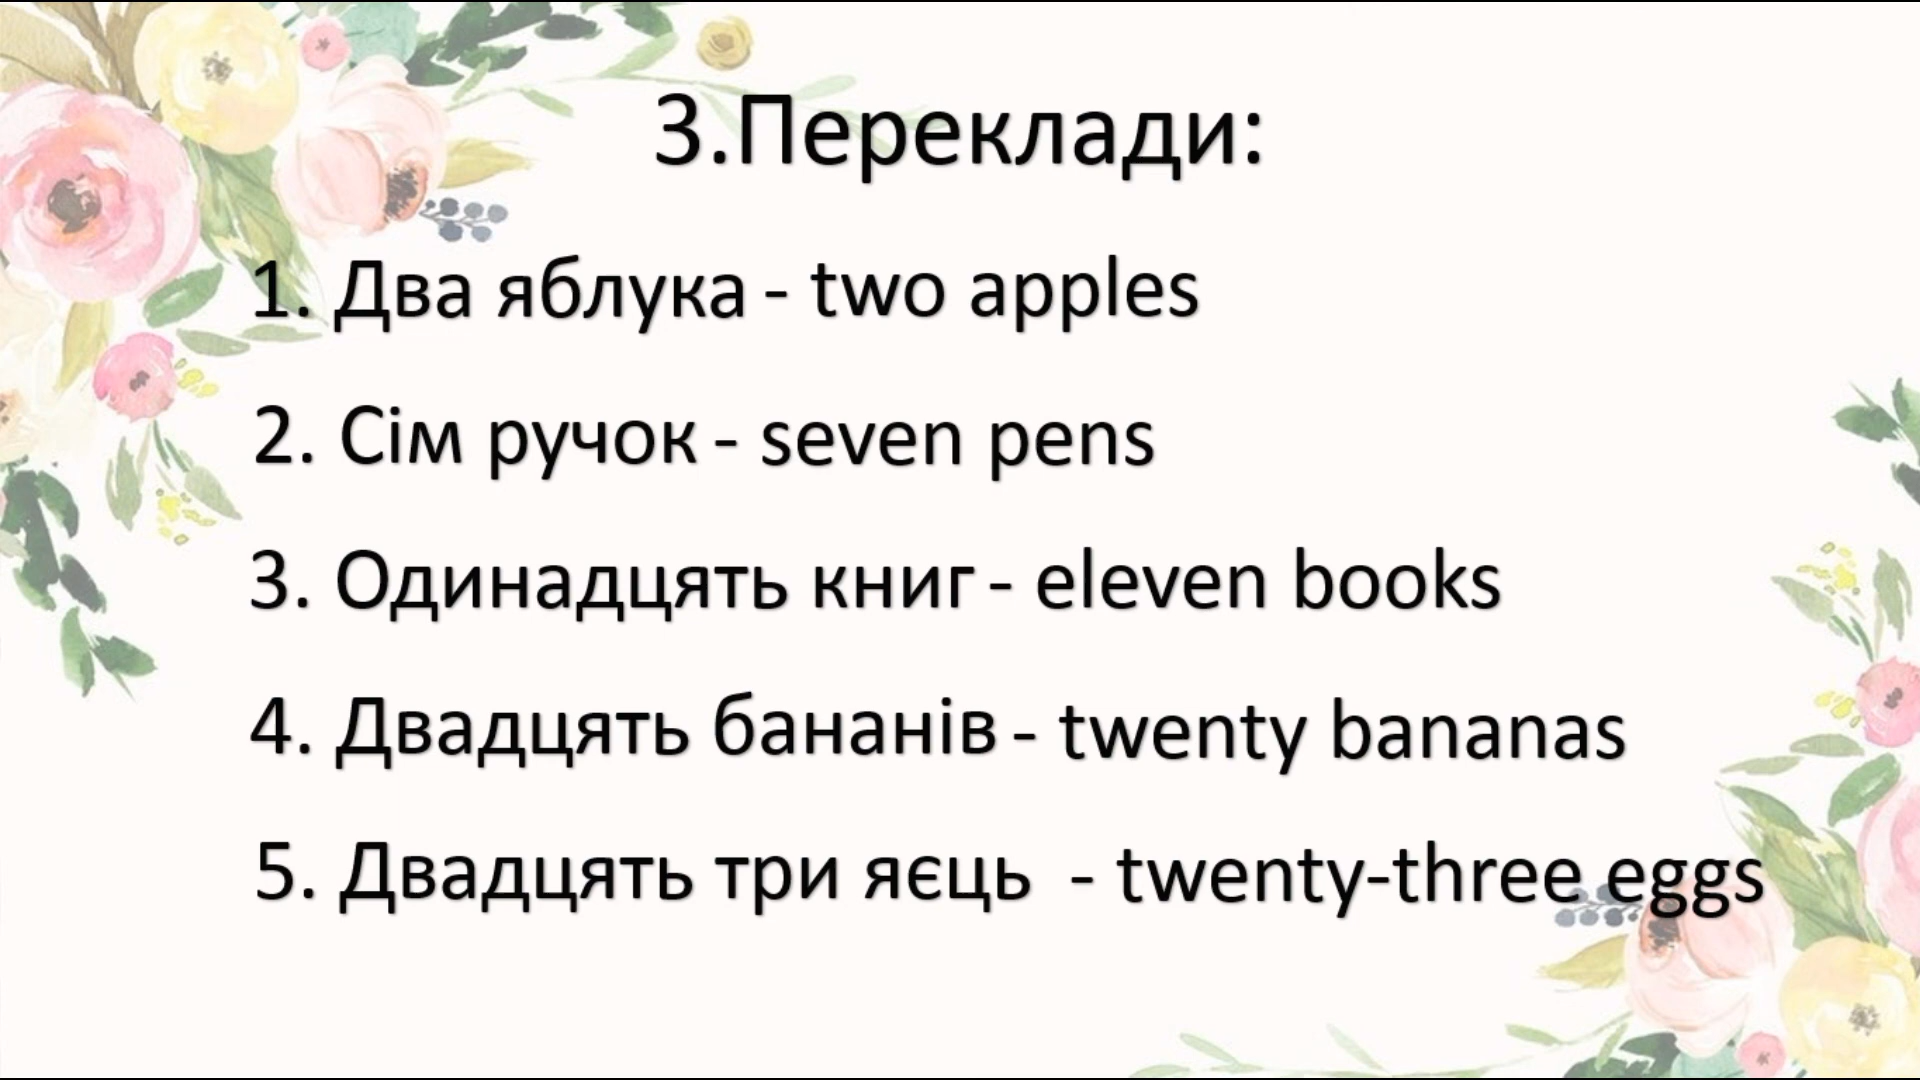 3.Переклади:
1. Два яблука - two apples
2. Сім ручок - seven pens
3. Одинадцять книг - eleven books
4. Двадцять бананів - twenty bananas
5. Двадцять три яєць - twenty-three eggs